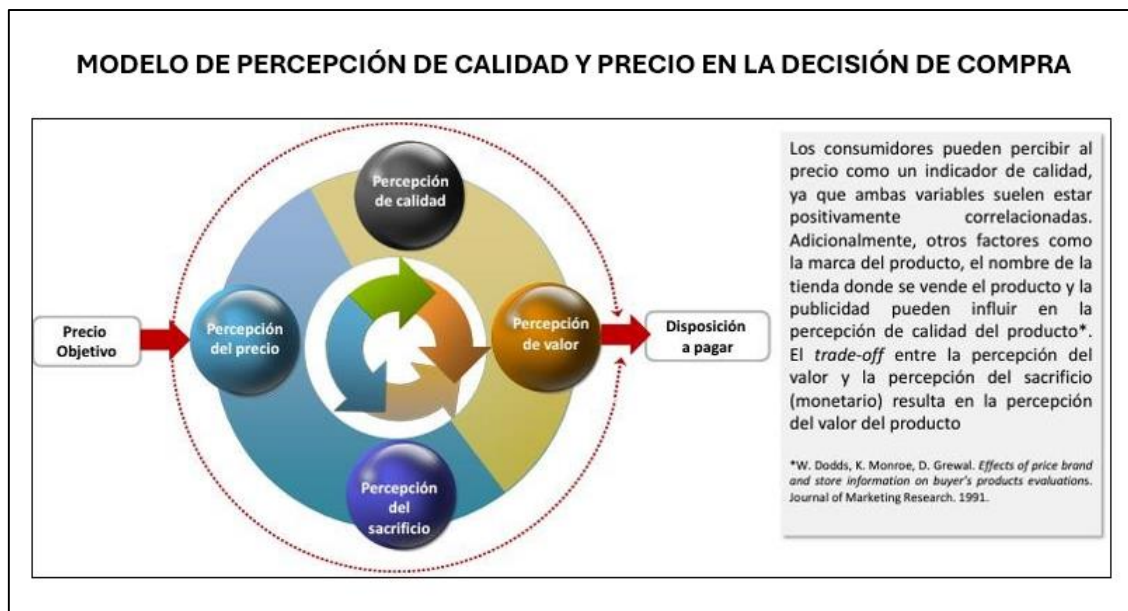 MODELO DE PERCEPCIÓN DE CALIDAD Y PRECIO EN LA DECISIÓN DE COMPRA
Percepción
de calidad
Precio
Objetivo
Percepción
del precio
Percepción
de valor
Disposición
a pagar
Percepción
del
sacrificio
Los consumidores pueden percibir al
precio como un indicador de calidad,
ya que ambas variables suelen estar
positivamente correlacionadas.
Adicionalmente, otros factores como
la marca del producto, el nombre de la
tienda donde se vende el producto y la
publicidad pueden influir en la
percepción de calidad del producto*.
El trade-off entre la percepción del
valor y la percepción del sacrificio
(monetario) resulta en la percepción
del valor del producto
*W. Dodds, K. Monroe, D. Grewal. Effects of price brand
and store information on buyer's products evaluations.
Journal of Marketing Research. 1991.